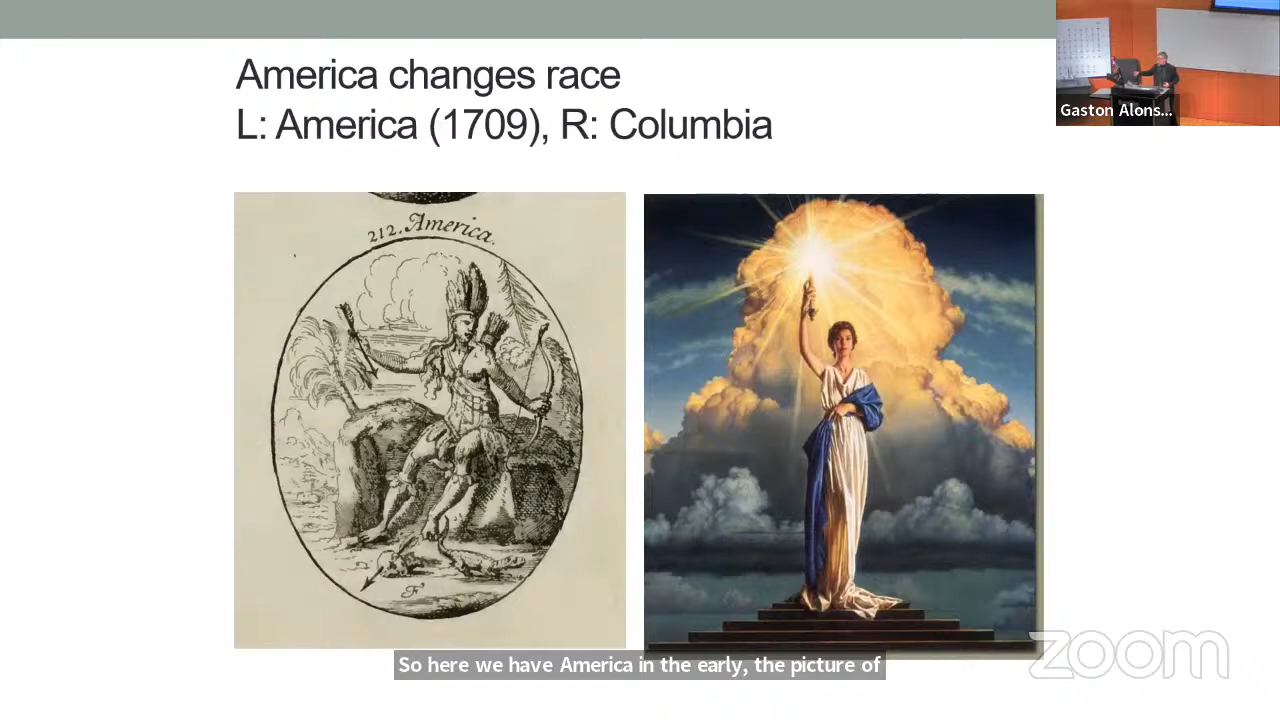 America changes race
L: America (1709), R: Columbia
Gaston Alons...
212. America.
F
So here we have America in the early, the picture of
zoom